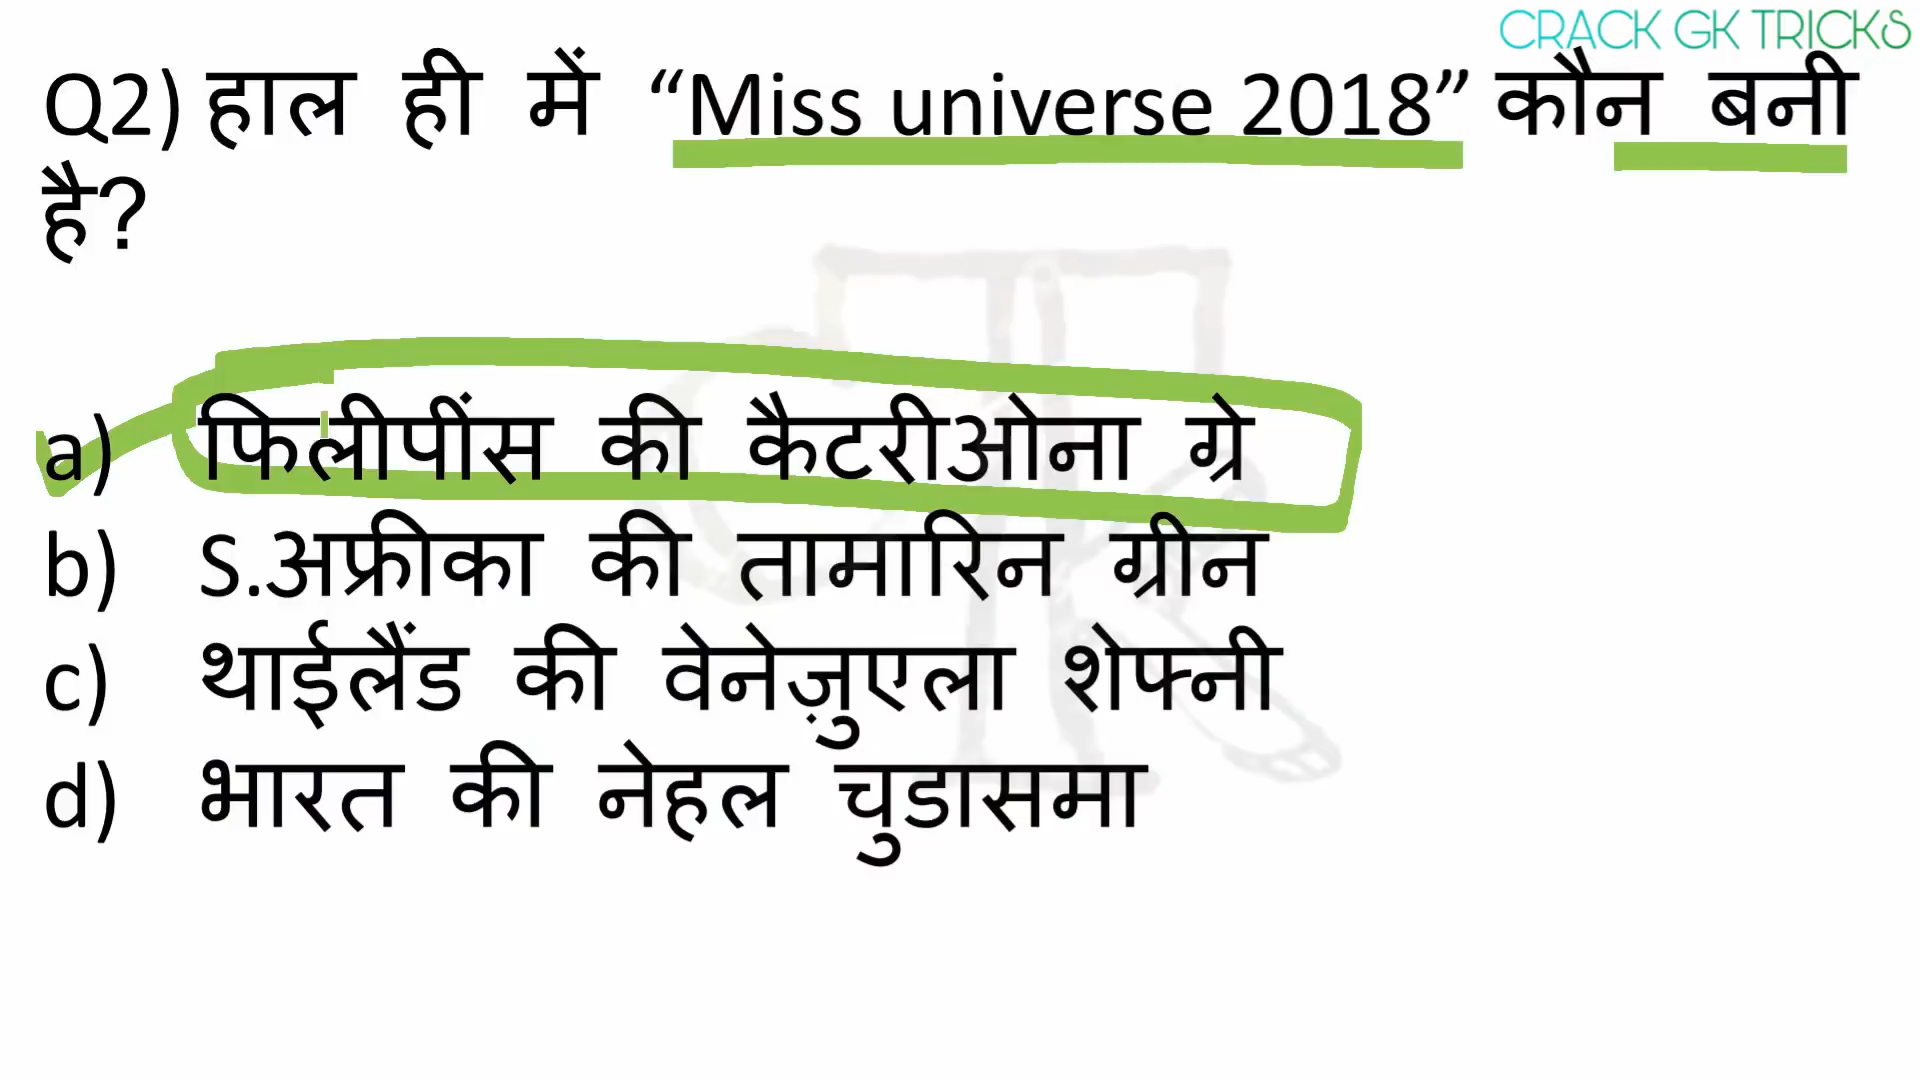 CRACK GK TRICKS
Q2) हाल ही में “Miss universe 2018” कौन बनी
है?
a) फिलीपींस की कैटरीओना ग्रे
b) S.अफ्रीका की तामारिन ग्रीन
c) थाईलैंड की वेनेज़ुएला शेफ्नी
d) भारत की नेहल चुडासमा